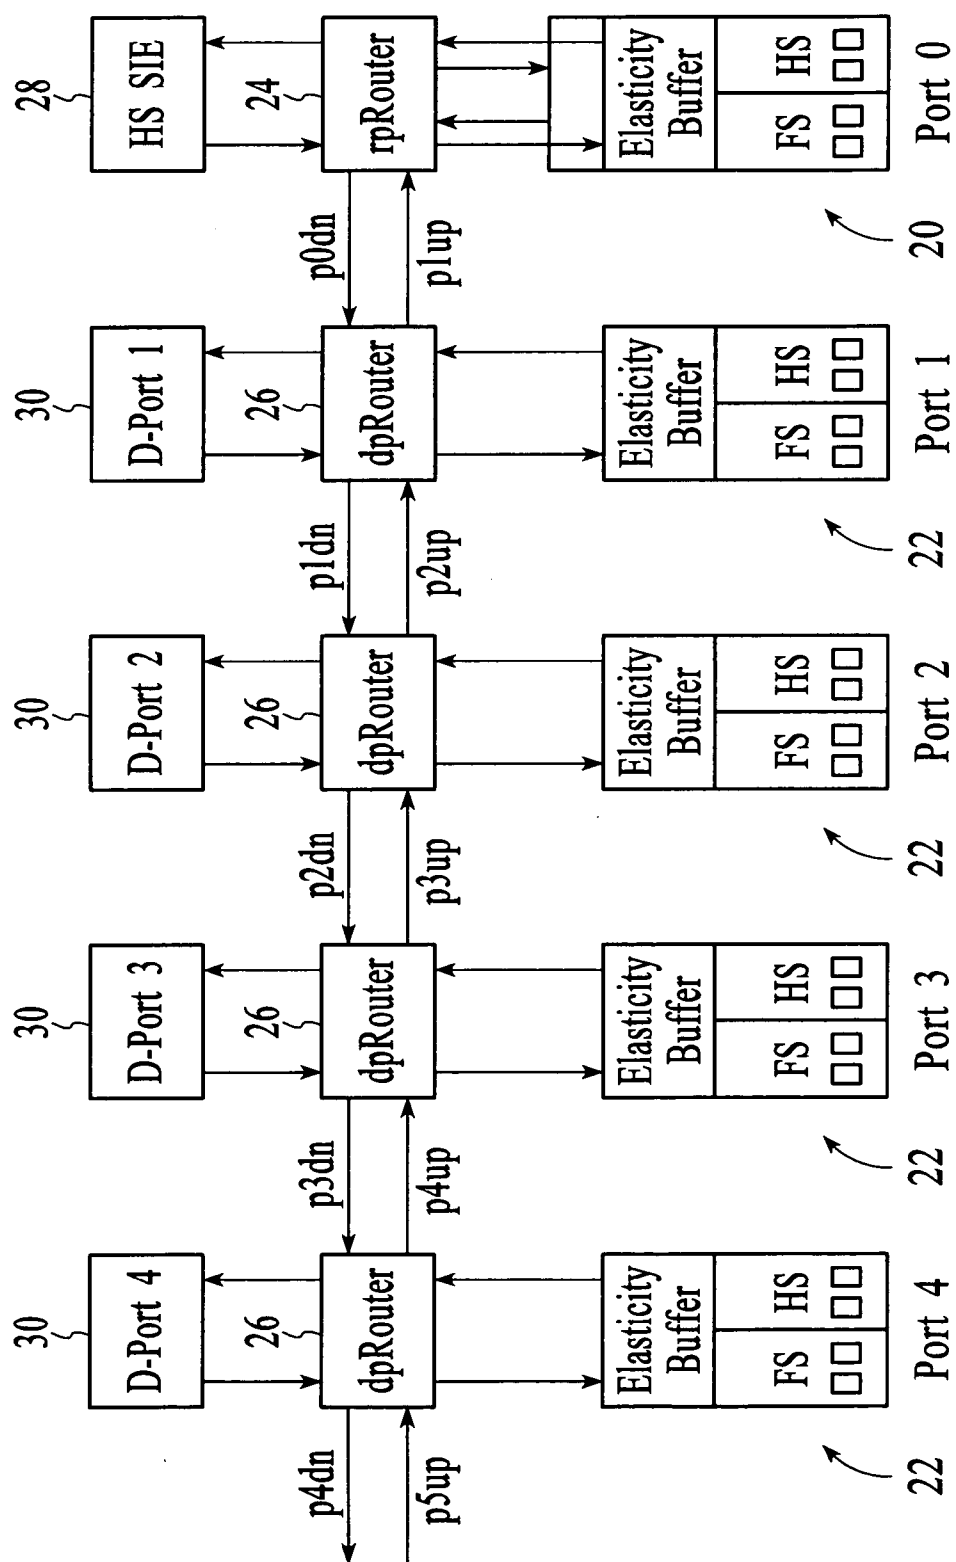 30
30
30
30
28
D-Port 4
D-Port 3
D-Port 2
D-Port 1
HS SIE
26
26
26
26
24
p4dn
dpRouter
p3dn
dpRouter
p2dn
dpRouter
p1dn
dpRouter
p0dn
rpRouter
p5up
p4up
p3up
p2up
p1up
Elasticity
Buffer
Elasticity
Buffer
Elasticity
Buffer
Elasticity
Buffer
Elasticity
Buffer
FS
HS
FS
HS
FS
HS
FS
HS
FS
HS
22
Port 4
22
Port 3
22
Port 2
22
Port 1
20
Port 0